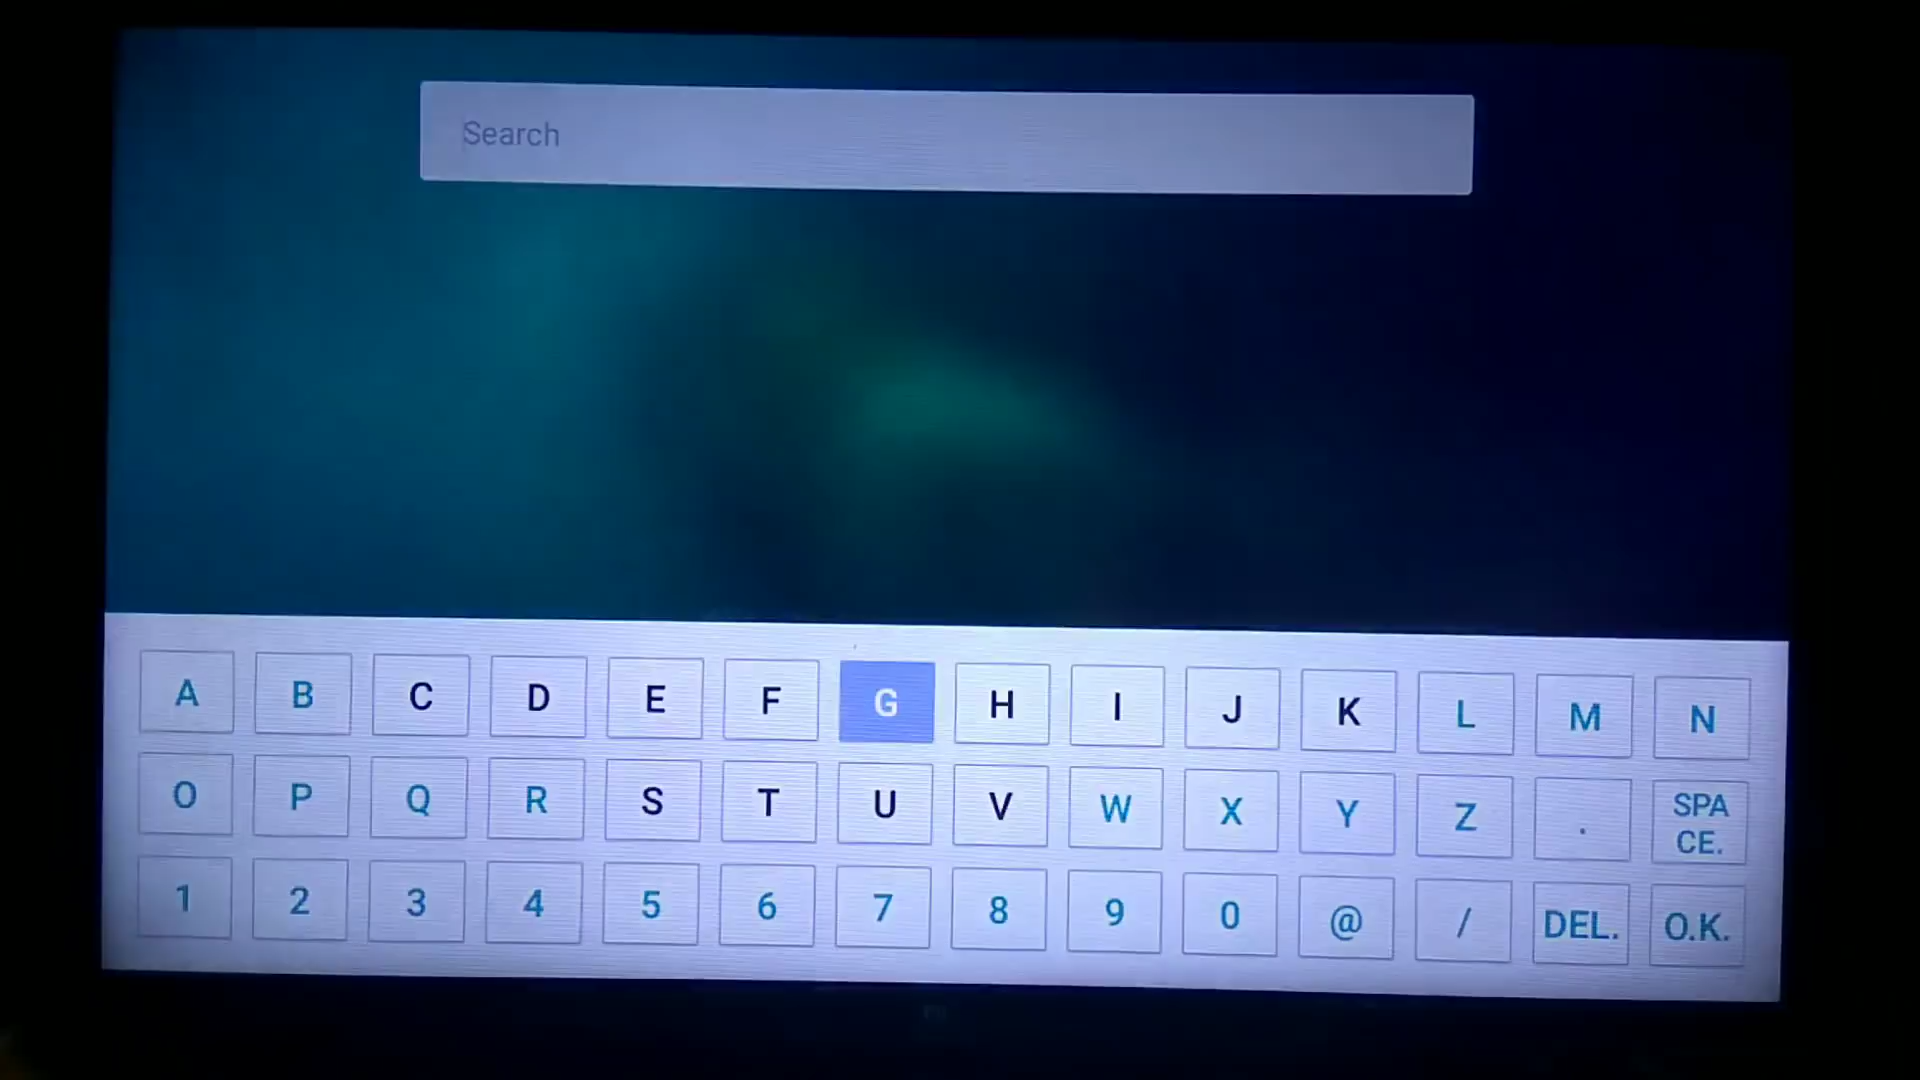 Search
A B C D E F G H I J K L M N
O P Q R S T U V W X Y Z . SPA
CE.
1 2 3 4 5 6 7 8 9 0 @ / DEL. O.K.